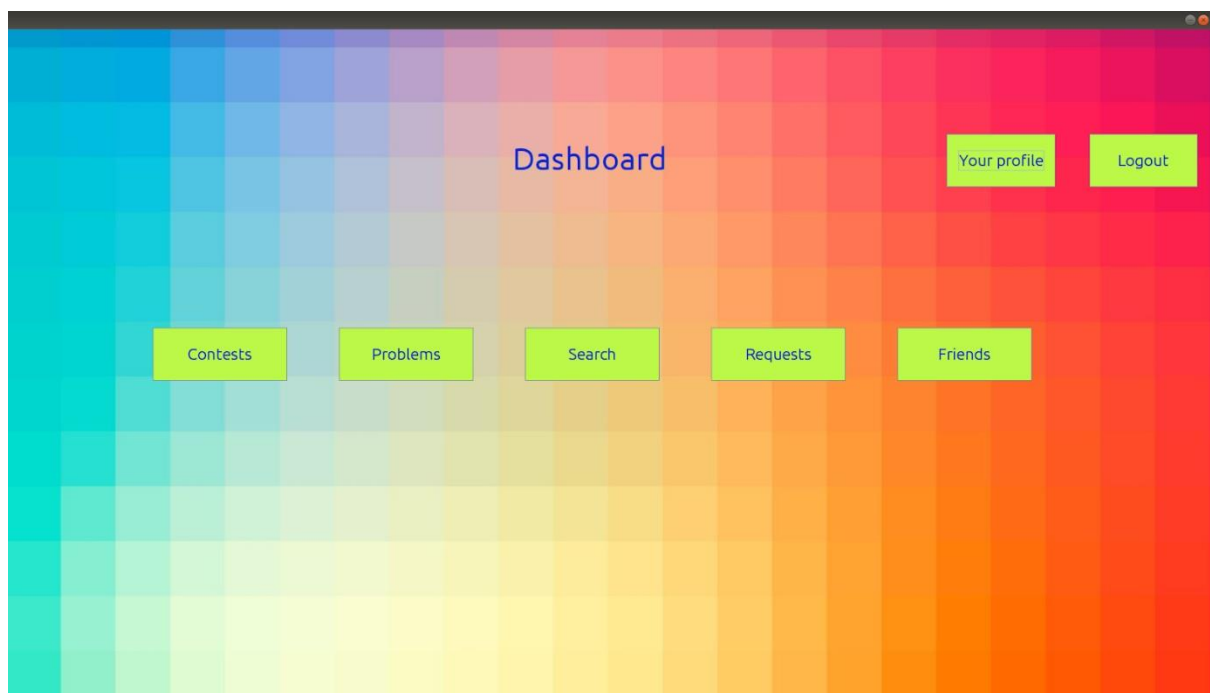 Dashboard
Your profile
Logout
Contests
Problems
Search
Requests
Friends